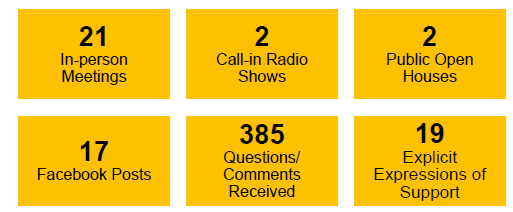 21
In-person
Meetings
2
Call-in Radio
Shows
2
Public Open
Houses
17
Facebook Posts
385
Questions/
Comments
Received
19
Explicit
Expressions of
Support